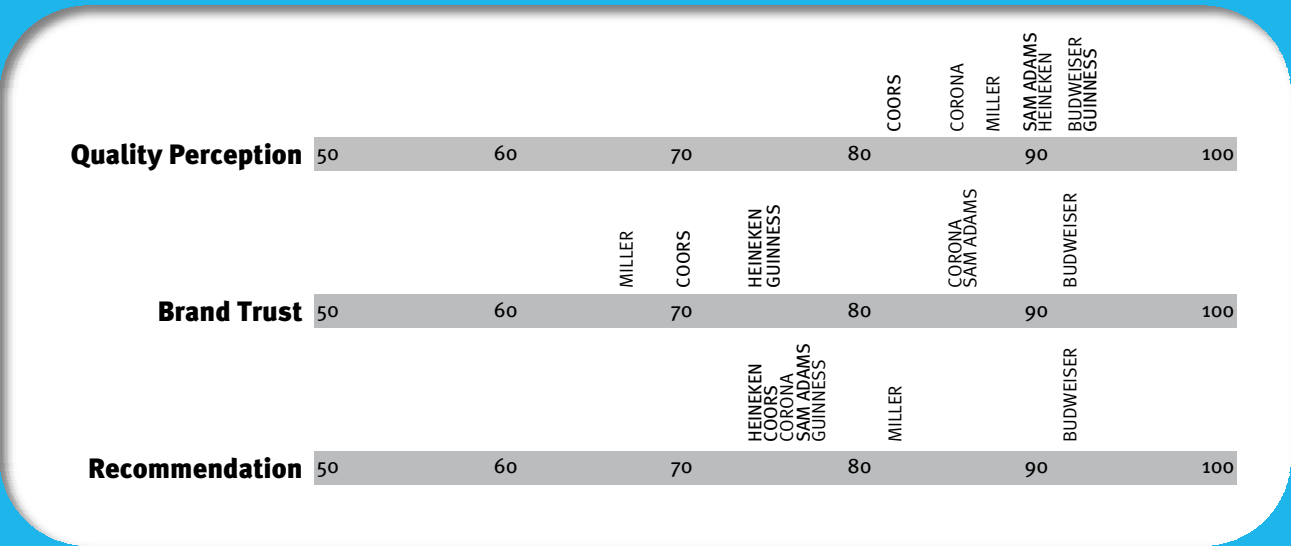 COORS
CORONA
MILLER
SAM ADAMS
HEINEKEN
BUDWEISER
GUINNESS
Quality Perception 50 60 70 80 90 100
MILLER
COORS
HEINEKEN
GUINNESS
CORONA
SAM ADAMS
BUDWEISER
Brand Trust 50 60 70 80 90 100
HEINEKEN
COORS
CORONA
SAM ADAMS
GUINNESS
MILLER
BUDWEISER
Recommendation 50 60 70 80 90 100